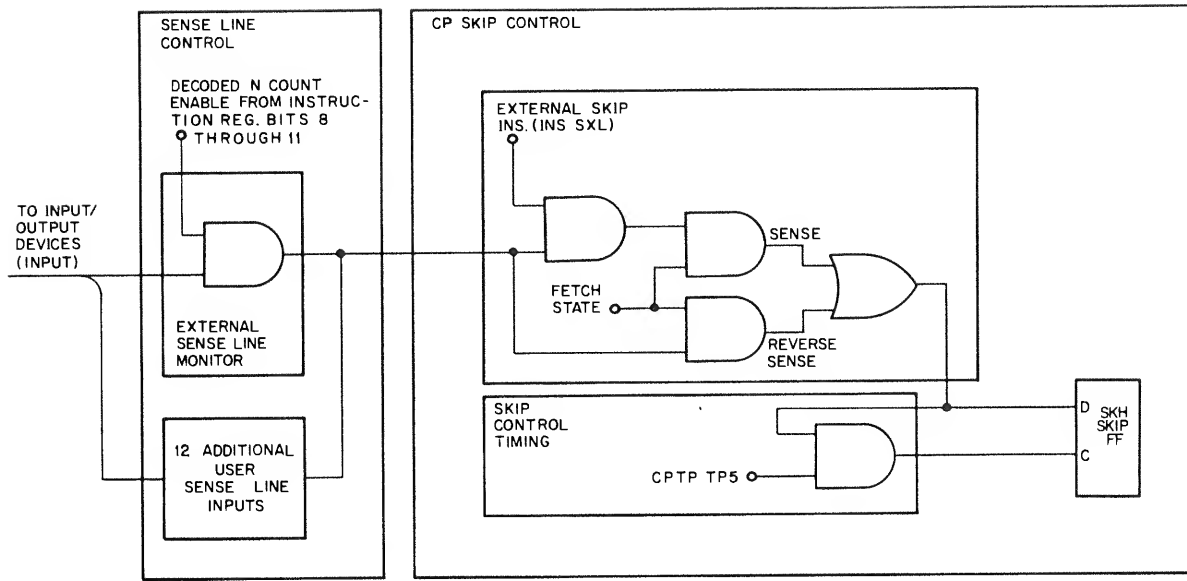 SENSE LINE
CONTROL
DECODED N COUNT
ENABLE FROM INSTRUC-
TION REG. BITS 8
THROUGH 11
TO INPUT/
OUTPUT
DEVICES
(INPUT)
EXTERNAL
SENSE LINE
MONITOR
12 ADDITIONAL
USER
SENSE LINE
INPUTS
CP SKIP CONTROL
EXTERNAL SKIP
INS. (INS SXL)
SENSE
FETCH
STATE
REVERSE
SENSE
SKIP
CONTROL
TIMING
CPTP TP5
D
SKH
SKIP
FF
C